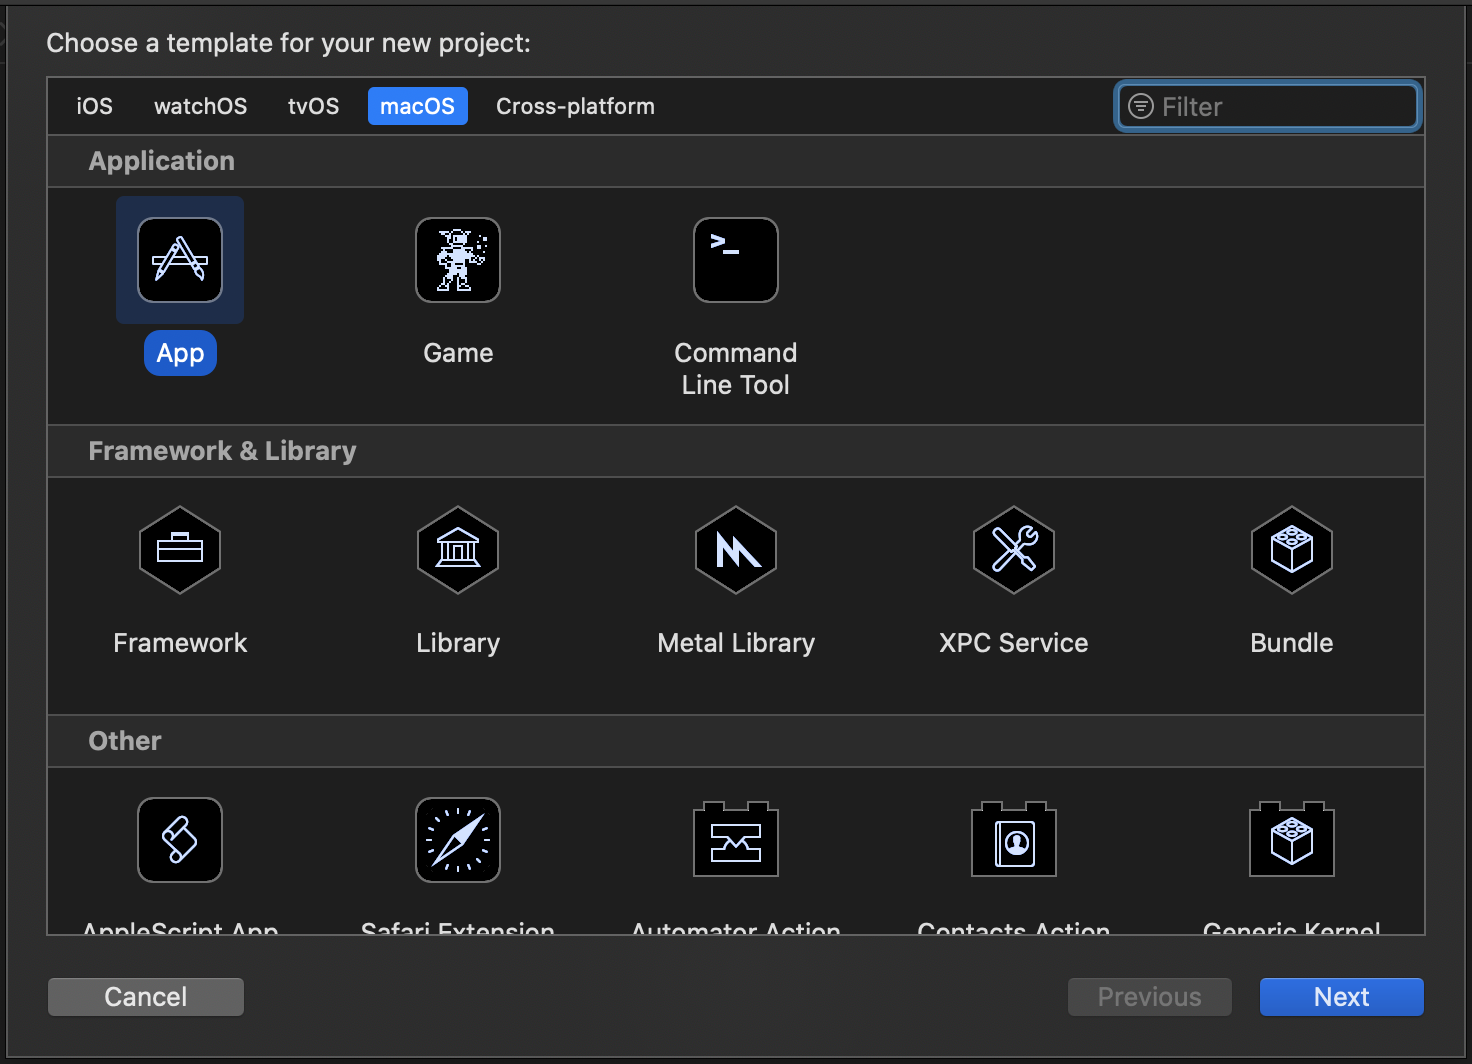 Choose a template for your new project:
iOS watchOS tvOS macOS Cross-platform Filter
Application
App Game Command
Line Tool
Framework & Library
Framework Library Metal Library XPC Service Bundle
Other
AppleScript App Safari Extension Automator Action Contacts Action Generic Kernel
Cancel Previous Next